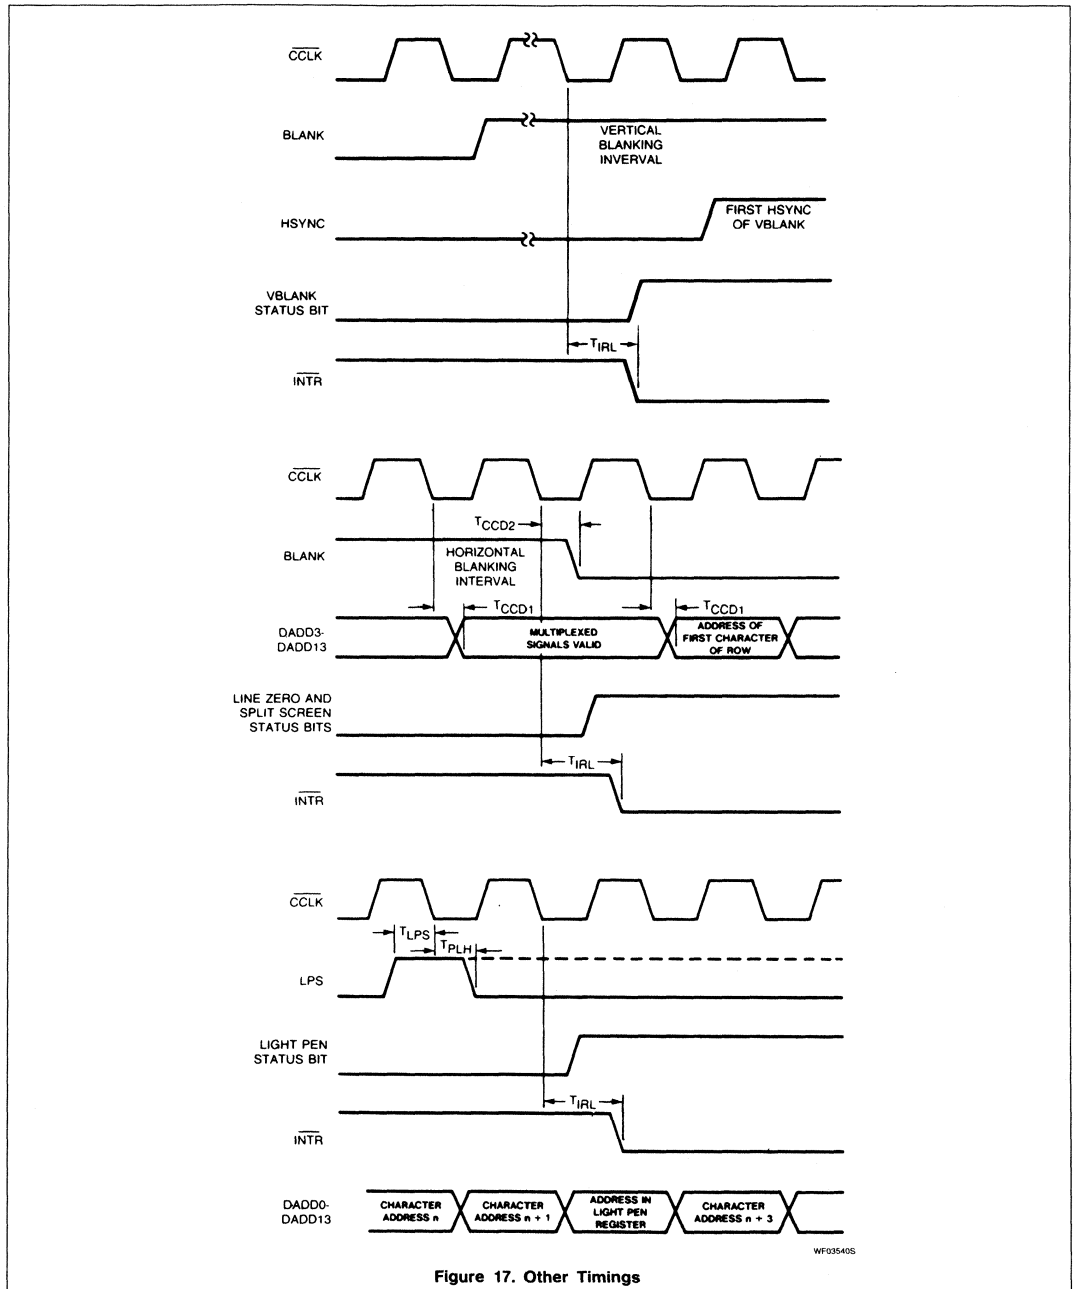 CCLK
BLANK
VERTICAL
BLANKING
INVERVAL
HSYNC
FIRST HSYNC
OF VBLANK
VBLANK
STATUS BIT
TIRL
INTR
CCLK
TCCD2
BLANK
HORIZONTAL
BLANKING
INTERVAL
TCCD1
TCCD1
DADD3-
DADD13
MULTIPLEXED
SIGNALS VALID
ADDRESS OF
FIRST CHARACTER
OF ROW
LINE ZERO AND
SPLIT SCREEN
STATUS BITS
TIRL
INTR
CCLK
TLPS
TPLH
LPS
LIGHT PEN
STATUS BIT
TIRL
INTR
DADD0-
DADD13
CHARACTER
ADDRESS n
CHARACTER
ADDRESS n + 1
ADDRESS IN
LIGHT PEN
REGISTER
CHARACTER
ADDRESS n + 3
WF03540S
Figure 17. Other Timings